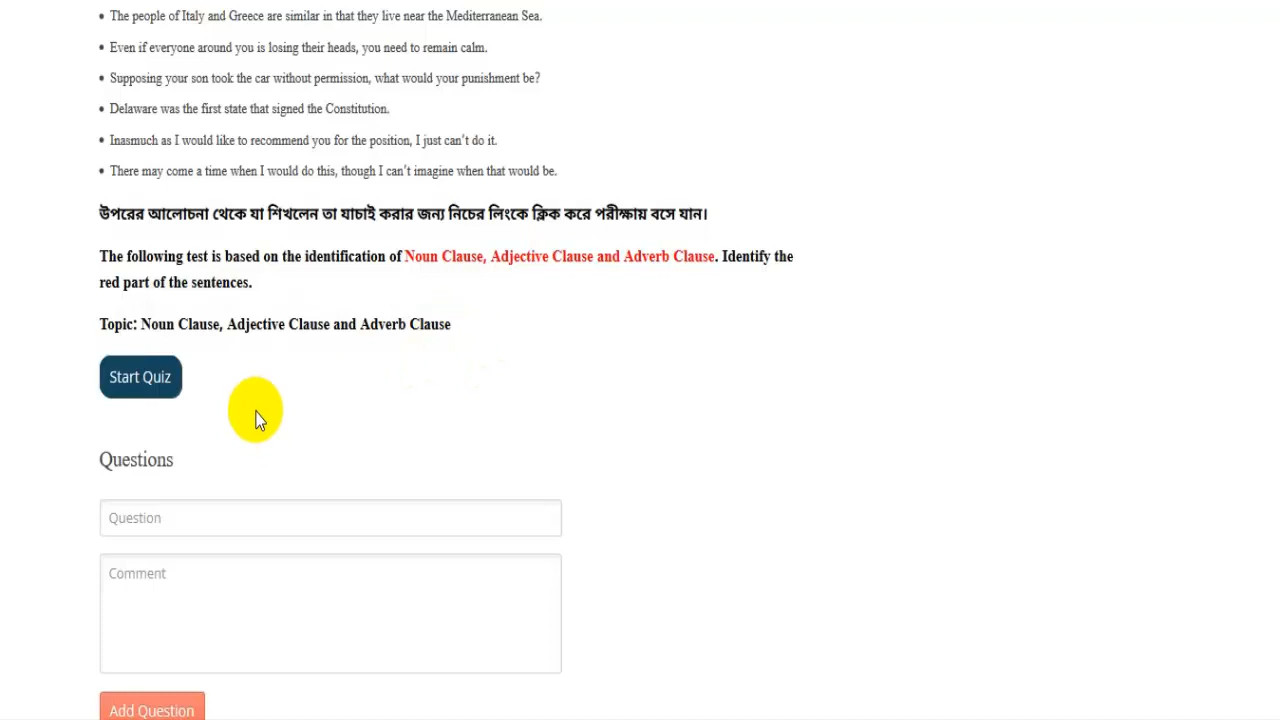 • The people of Italy and Greece are similar in that they live near the Mediterranean Sea.
• Even if everyone around you is losing their heads, you need to remain calm.
• Supposing your son took the car without permission, what would your punishment be?
• Delaware was the first state that signed the Constitution.
• Inasmuch as I would like to recommend you for the position, I just can't do it.
• There may come a time when I would do this, though I can't imagine when that would be.
উপরের আলোচনা থেকে যা শিখলেন তা যাচাই করার জন্য নিচের লিংকে ক্লিক করে পরীক্ষায় বসে যান।
The following test is based on the identification of Noun Clause, Adjective Clause and Adverb Clause. Identify the
red part of the sentences.
Topic: Noun Clause, Adjective Clause and Adverb Clause
Start Quiz
Questions
Question
Comment
Add Question